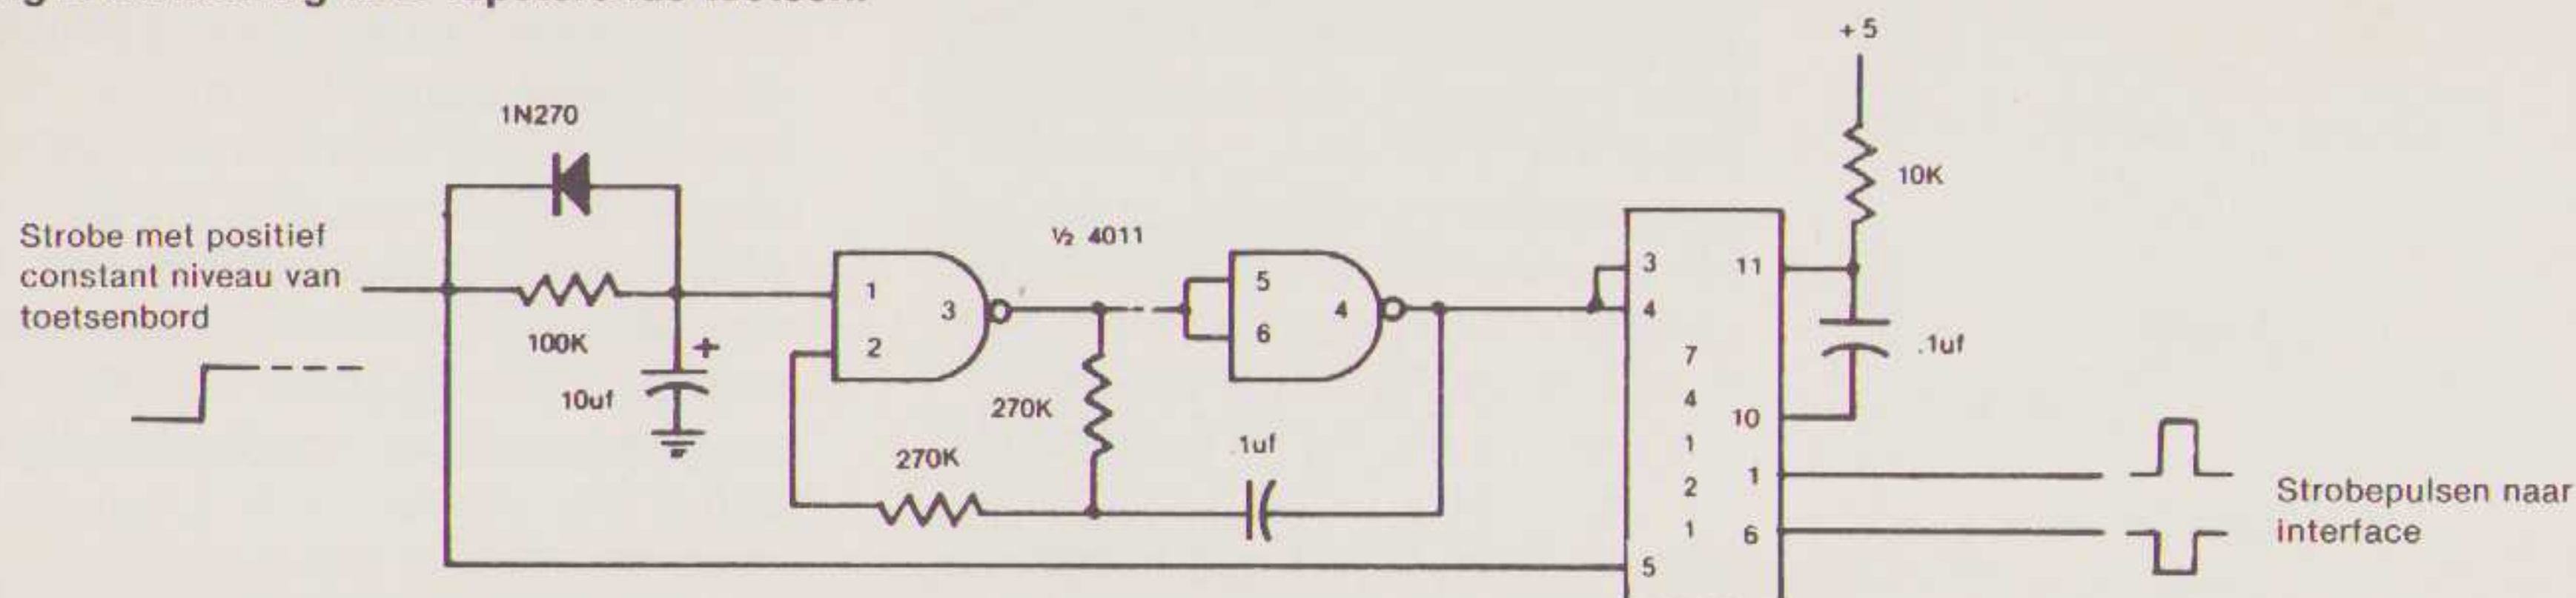 +5
1N270
10K
Strobe met positief
constant niveau van
toetsenbord
½ 4011
1
2
3
5
6
4
3
4
5
11
10
1
6
7
4
1
2
1
100K
+
10uf
270K
270K
.1uf
.1uf
Strobepulsen naar
interface